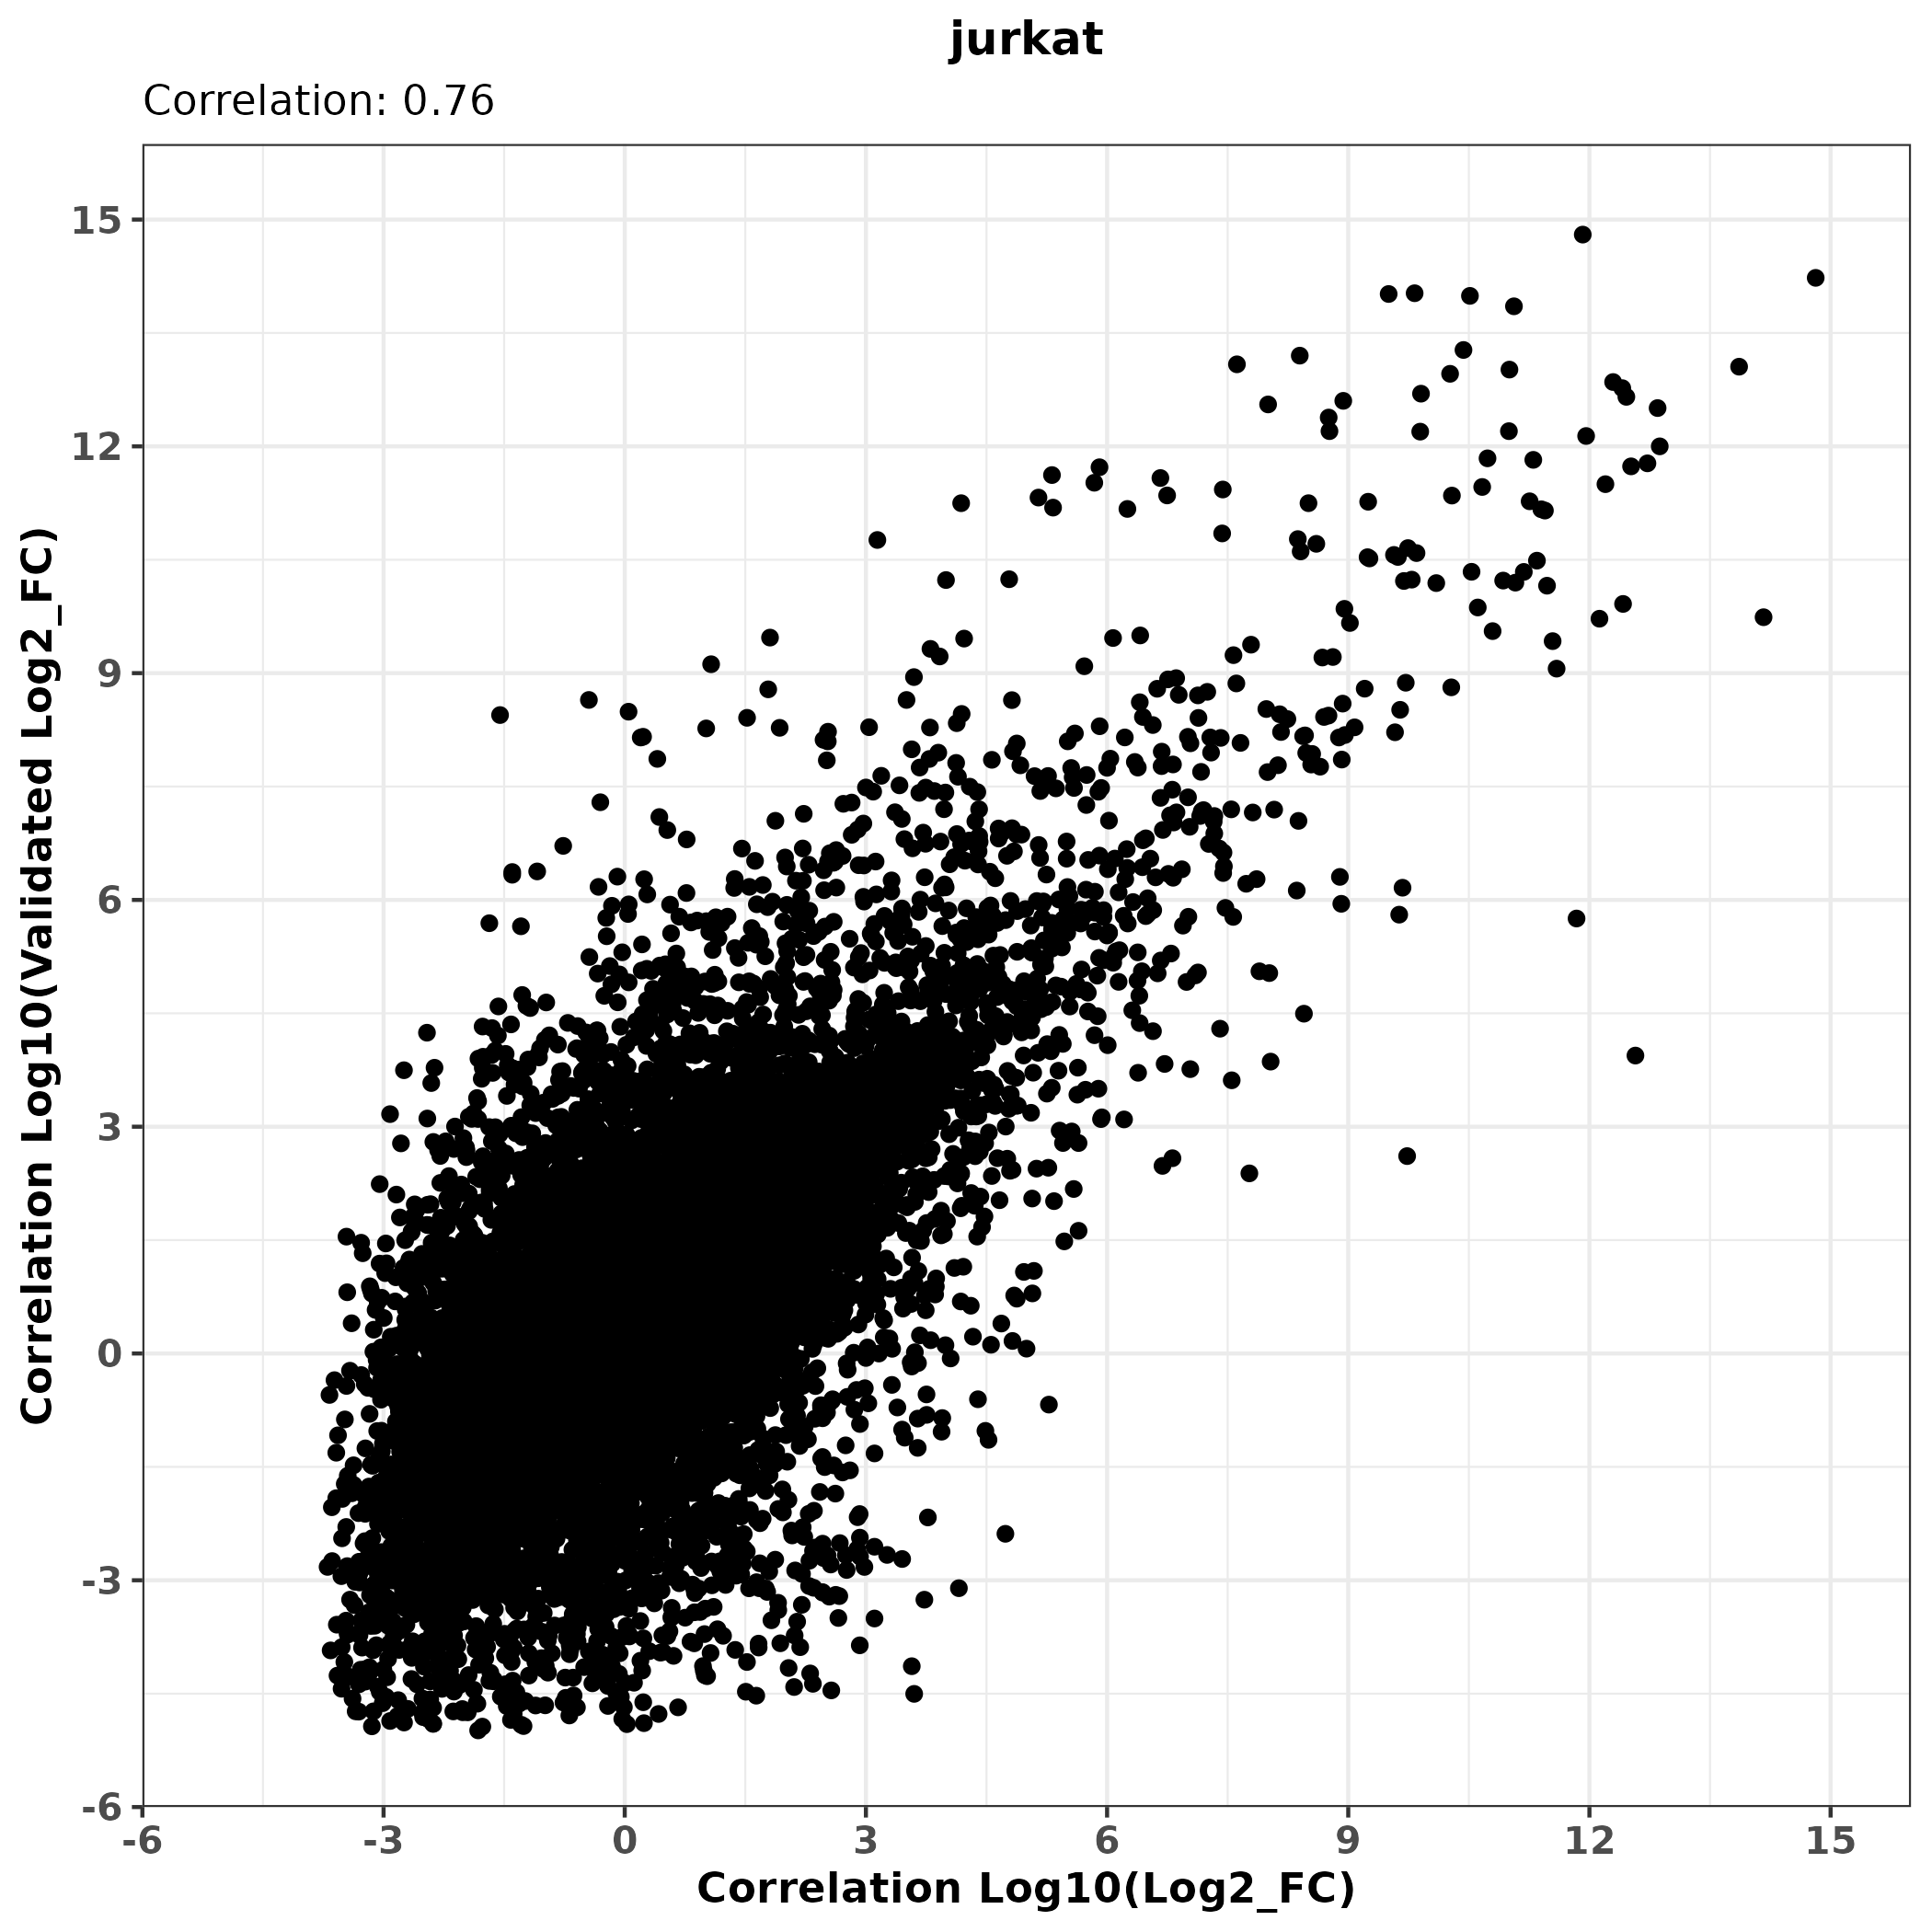 jurkat
Correlation: 0.76
Correlation Log10(Validated Log2_FC)
15
12
9
6
3
0
-3
-6
-6 -3 0 3 6 9 12 15
Correlation Log10(Log2_FC)